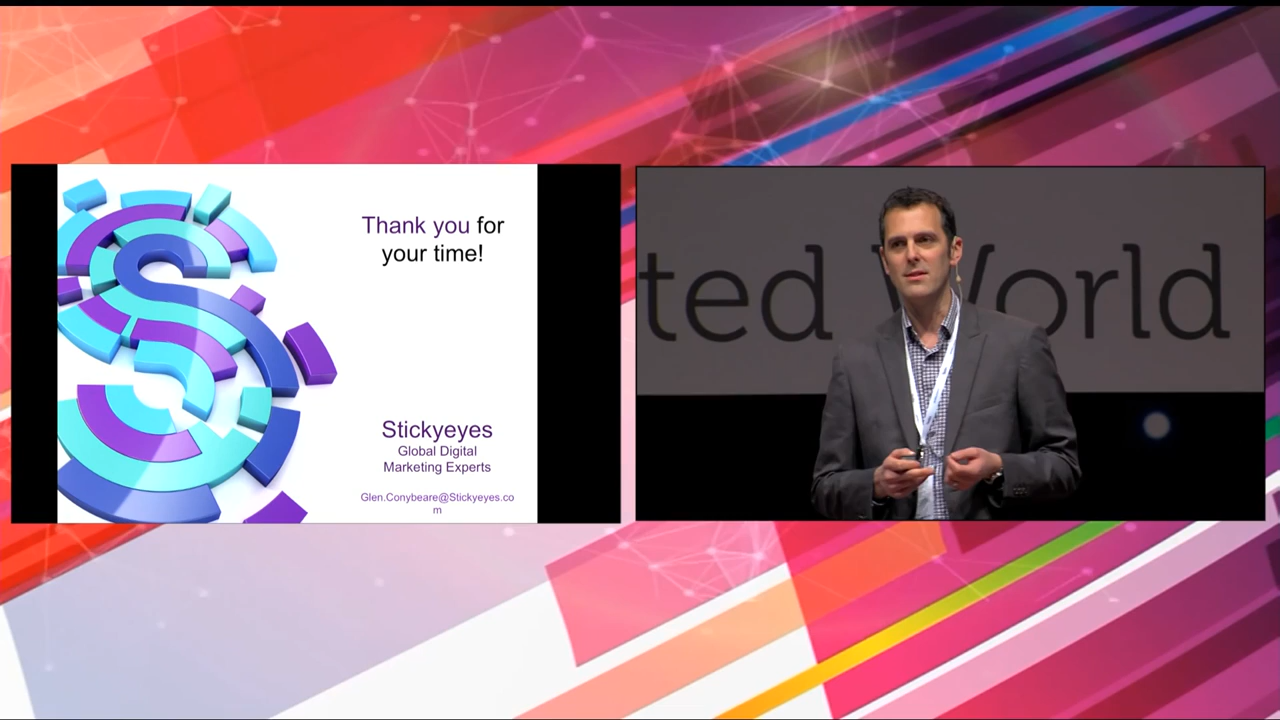 Thank you for
your time!
Stickyeyes
Global Digital
Marketing Experts
Glen.Conybeare@Stickyeyes.co
m
ted World